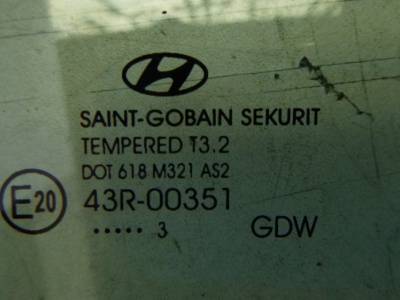 SAINT-GOBAIN SEKURIT
TEMPERED T3.2
DOT 618 M321 AS2
E20 43R-00351
..... 3 GDW